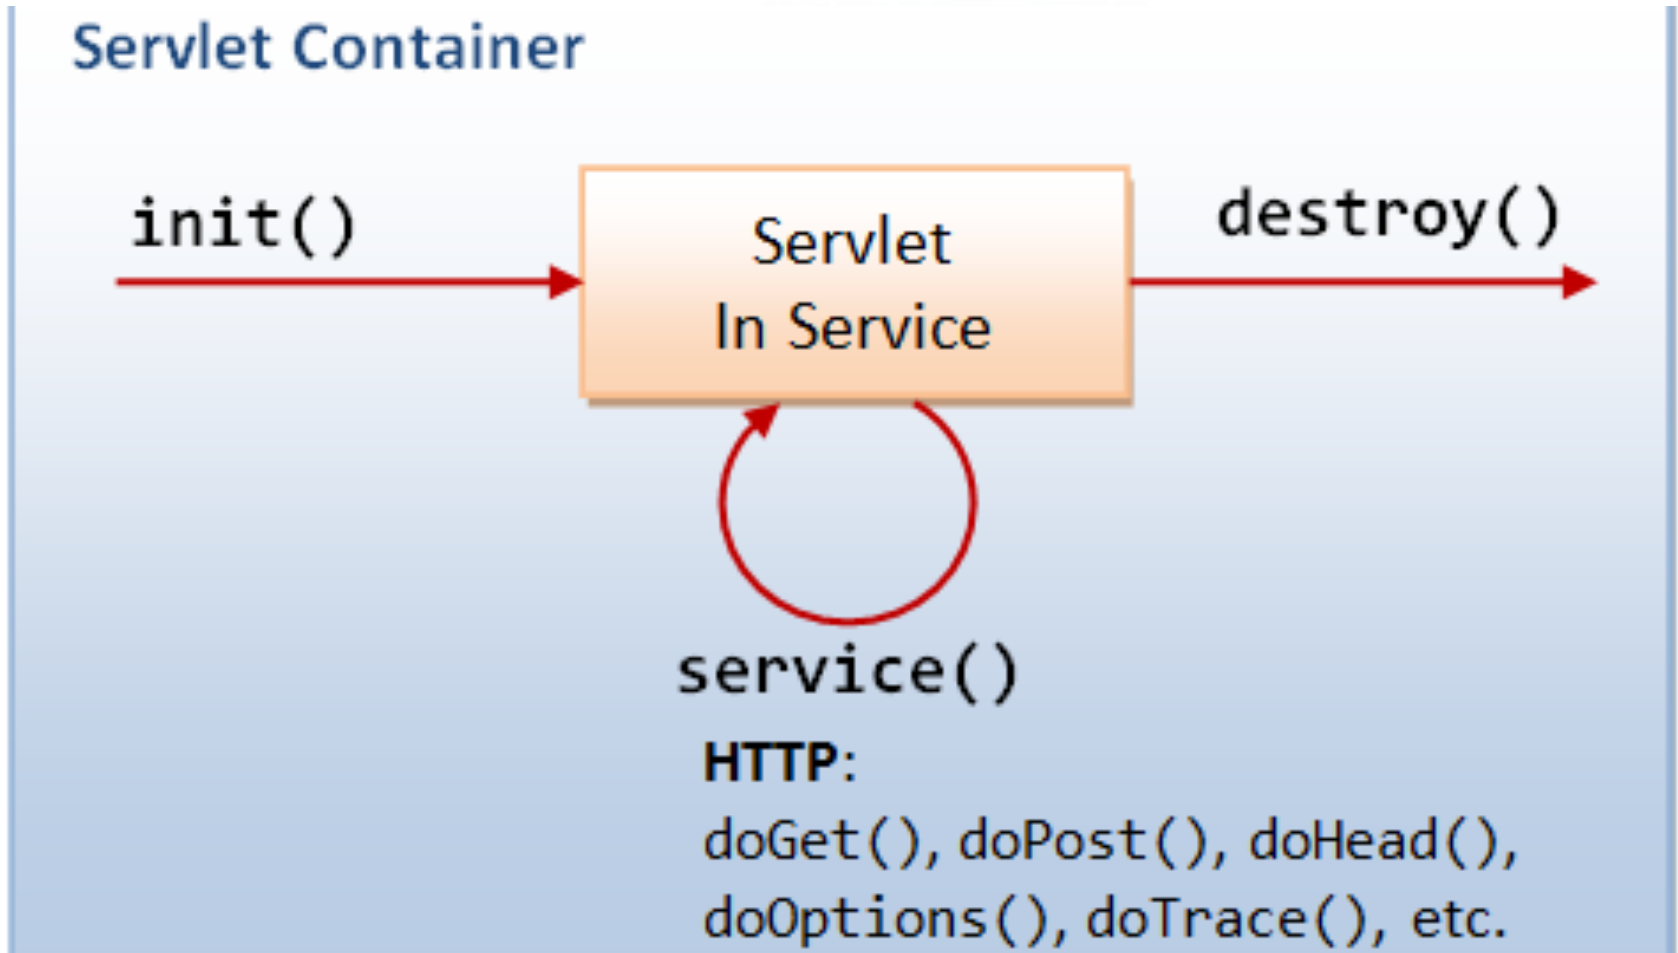 Servlet Container
init()
Servlet
In Service
destroy()
service()
HTTP:
doGet(), doPost(), doHead(),
doOptions(), doTrace(), etc.